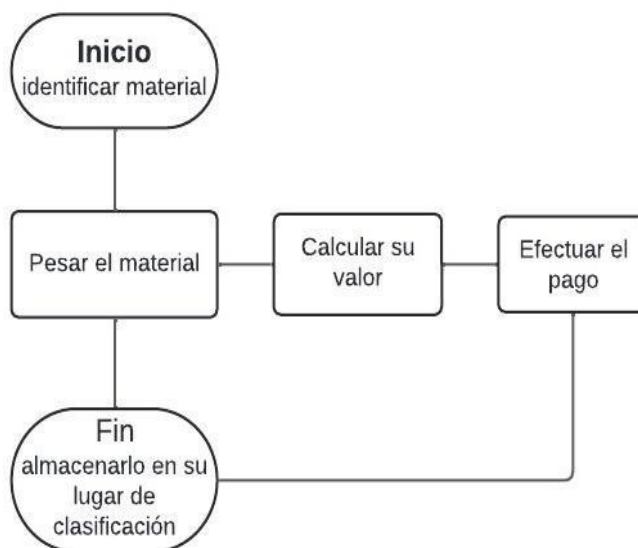 Inicio
identificar material
Pesar el material
Calcular su
valor
Efectuar el
pago
Fin
almacenarlo en su
lugar de
clasificación